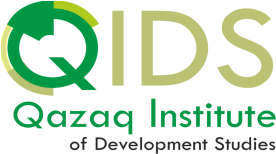 QIDS
Qazaq Institute
of Development Studies